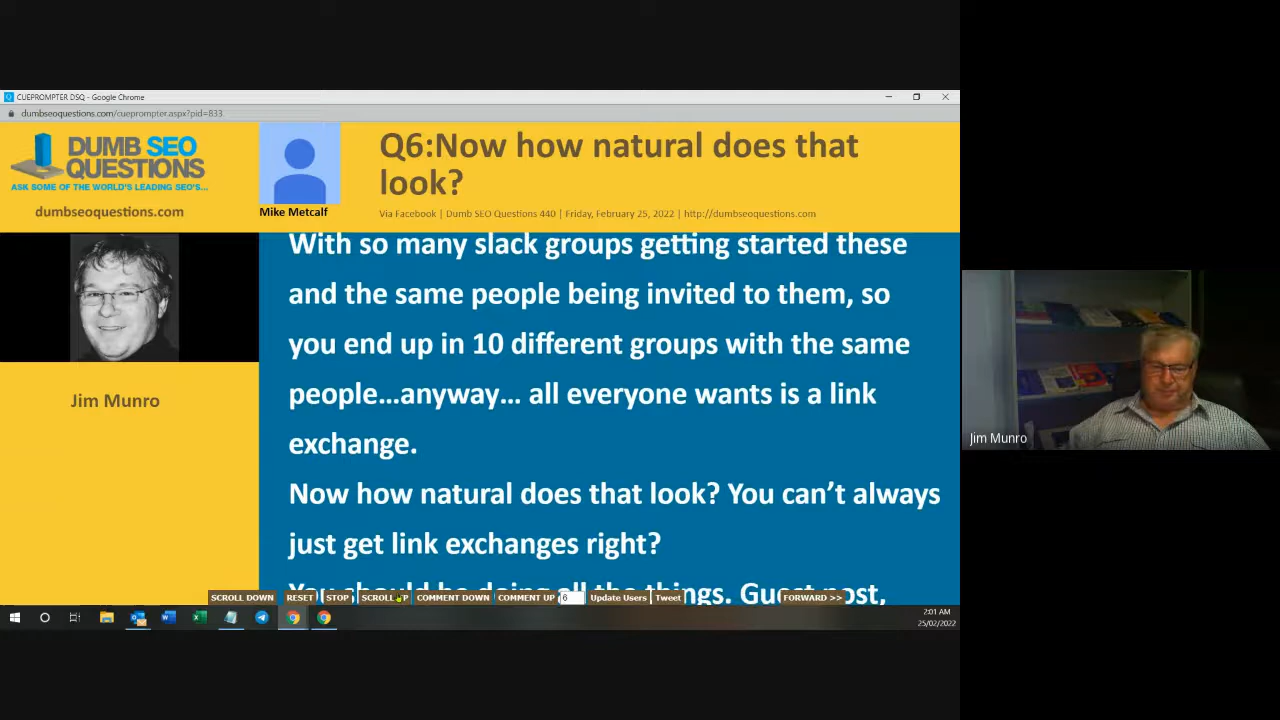 CUEPROMPTER DSQ - Google Chrome
dumbseoquestions.com/cueprompter.aspx?pid=833
DUMB SEO
QUESTIONS
ASK SOME OF THE WORLD'S LEADING SEO'S...
dumbseoquestions.com
Mike Metcalf
Q6:Now how natural does that
look?
Via Facebook | Dumb SEO Questions 440 | Friday, February 25, 2022 | http://dumbseoquestions.com
Jim Munro
With so many slack groups getting started these
and the same people being invited to them, so
you end up in 10 different groups with the same
people…anyway… all everyone wants is a link
exchange.
Now how natural does that look? You can't always
just get link exchanges right?
You should be doing all the things. Guest post,
SCROLL DOWN RESET STOP SCROLL UP COMMENT DOWN COMMENT UP 6 Update Users Tweet FORWARD >>
2:01 AM
25/02/2022
Jim Munro